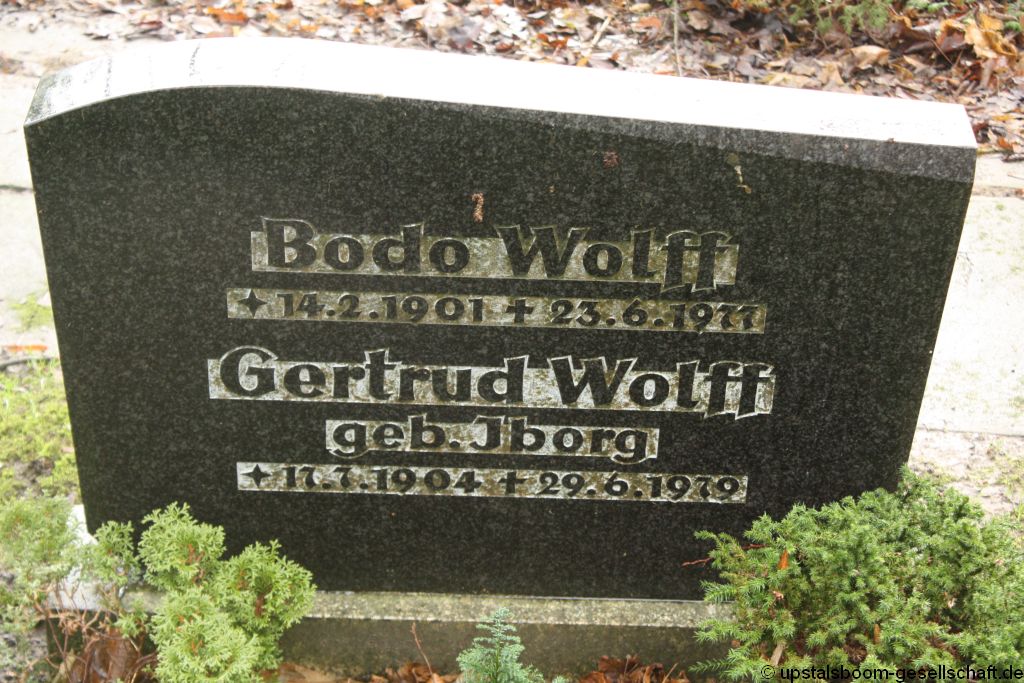 Bodo Wolff
✦ 14.2.1901 ✝ 23.6.1977
Gertrud Wolff
geb. Jborg
✦ 17.7.1904 ✝ 29.6.1979
© upstalsboom-gesellschaft.de